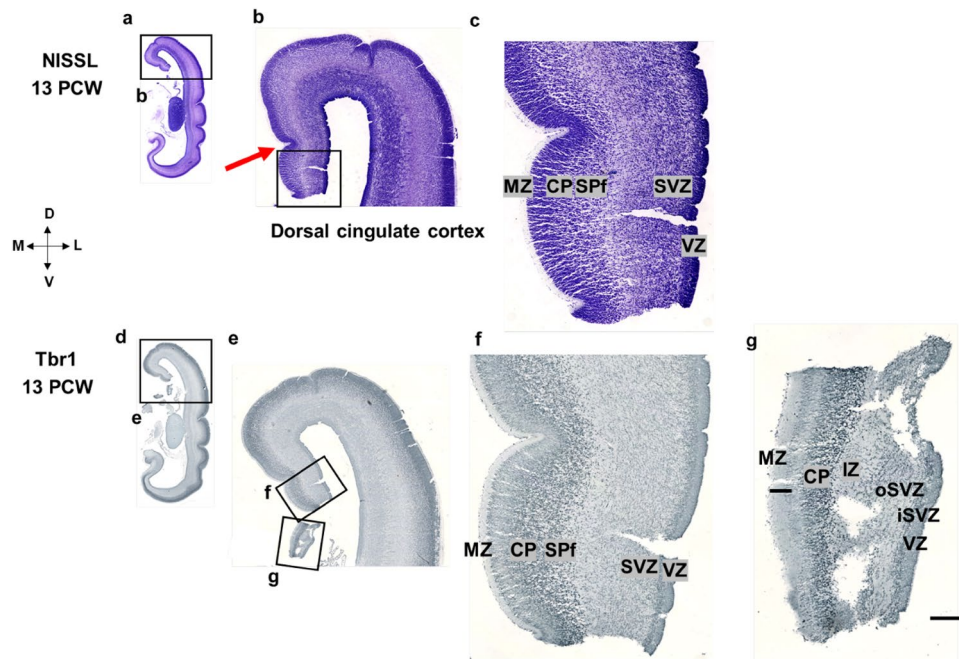 a
b
c
NISSL
13 PCW
b
Dorsal cingulate cortex
MZ CP SPf SVZ
VZ
D
M L
V
d
e
f
g
Tbr1
13 PCW
e
f
g
MZ CP SPf SVZ VZ
MZ
CP IZ
oSVZ
iSVZ
VZ